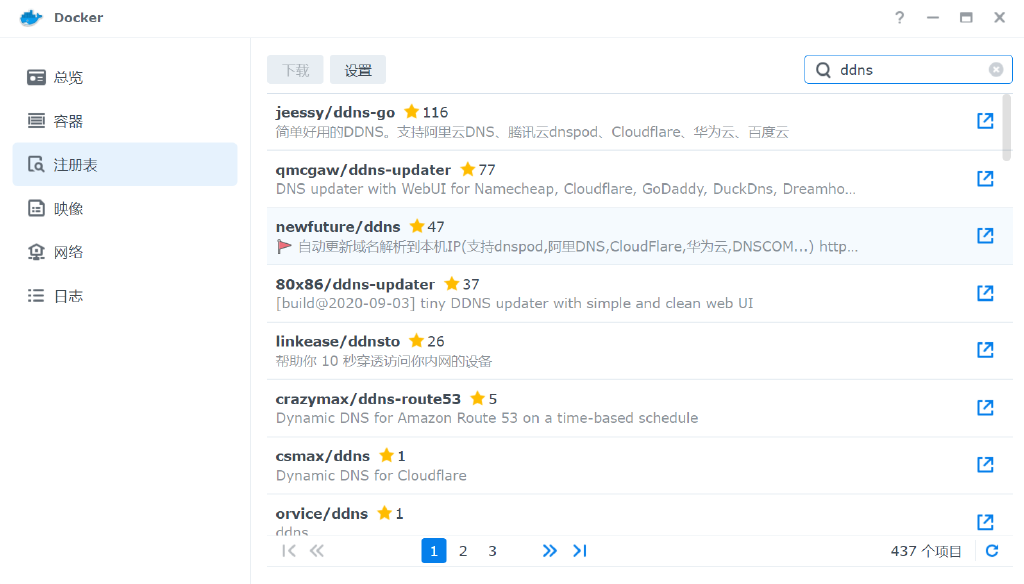 Docker
总览
容器
注册表
映像
网络
日志
下载 设置 ddns
jeessy/ddns-go 116
简单好用的DDNS。支持阿里云DNS、腾讯云dnspod、Cloudflare、华为云、百度云
qmcgaw/ddns-updater 77
DNS updater with WebUI for Namecheap, Cloudflare, GoDaddy, DuckDns, Dreamho...
newfuture/ddns 47
自动更新域名解析到本机IP(支持dnspod,阿里DNS,CloudFlare,华为云,DNSCOM...) http...
80x86/ddns-updater 37
[build@2020-09-03] tiny DDNS updater with simple and clean web UI
linkease/ddnsto 26
帮助你 10 秒穿透访问你内网的设备
crazymax/ddns-route53 5
Dynamic DNS for Amazon Route 53 on a time-based schedule
csmax/ddns 1
Dynamic DNS for Cloudflare
orvice/ddns 1
ddns
1 2 3 437 个项目